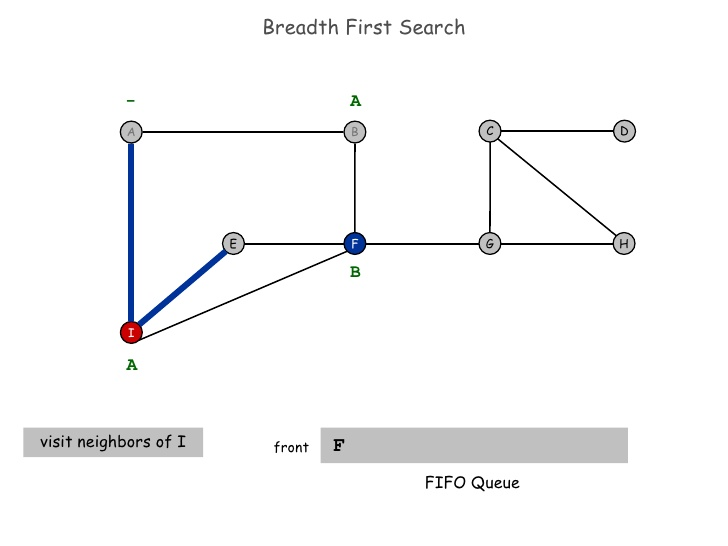 Breadth First Search
- A
A B C D
E F G H
B
I
A
visit neighbors of I front F
FIFO Queue